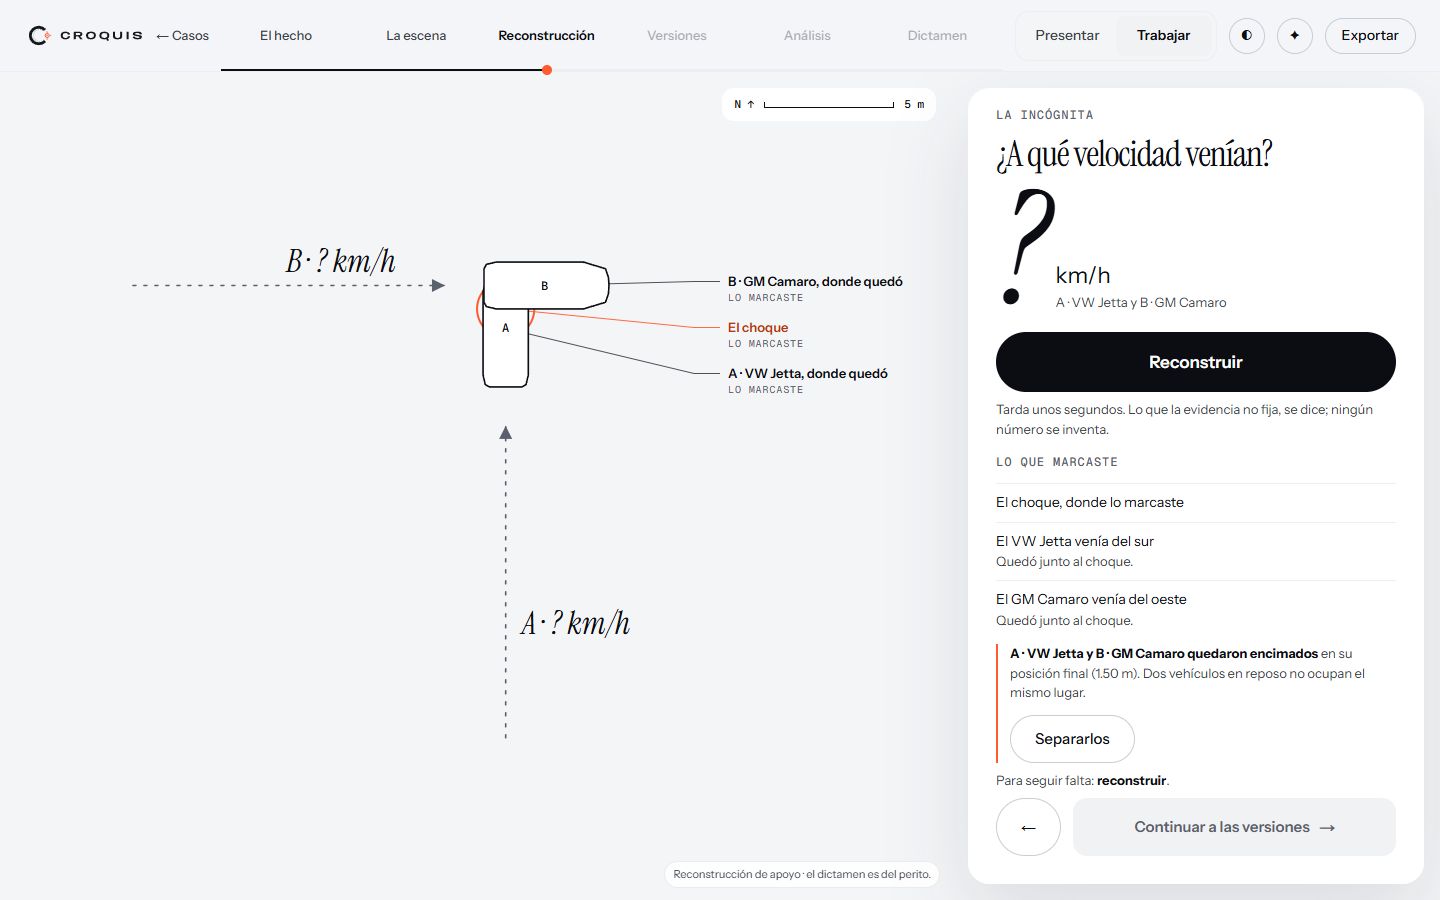 CROQUIS
← Casos
El hecho
La escena
Reconstrucción
Versiones
Análisis
Dictamen
Presentar
Trabajar
Exportar
N ↑ 5 m
B · ? km/h
B
A
B · GM Camaro, donde quedó
LO MARCASTE
El choque
LO MARCASTE
A · VW Jetta, donde quedó
LO MARCASTE
A · ? km/h
Reconstrucción de apoyo · el dictamen es del perito.
LA INCÓGNITA
¿A qué velocidad venían?
?
km/h
A · VW Jetta y B · GM Camaro
Reconstruir
Tarda unos segundos. Lo que la evidencia no fija, se dice; ningún
número se inventa.
LO QUE MARCASTE
El choque, donde lo marcaste
El VW Jetta venía del sur
Quedó junto al choque.
El GM Camaro venía del oeste
Quedó junto al choque.
A · VW Jetta y B · GM Camaro quedaron encimados en su
posición final (1.50 m). Dos vehículos en reposo no ocupan el
mismo lugar.
Separarlos
Para seguir falta: reconstruir.
←
Continuar a las versiones →